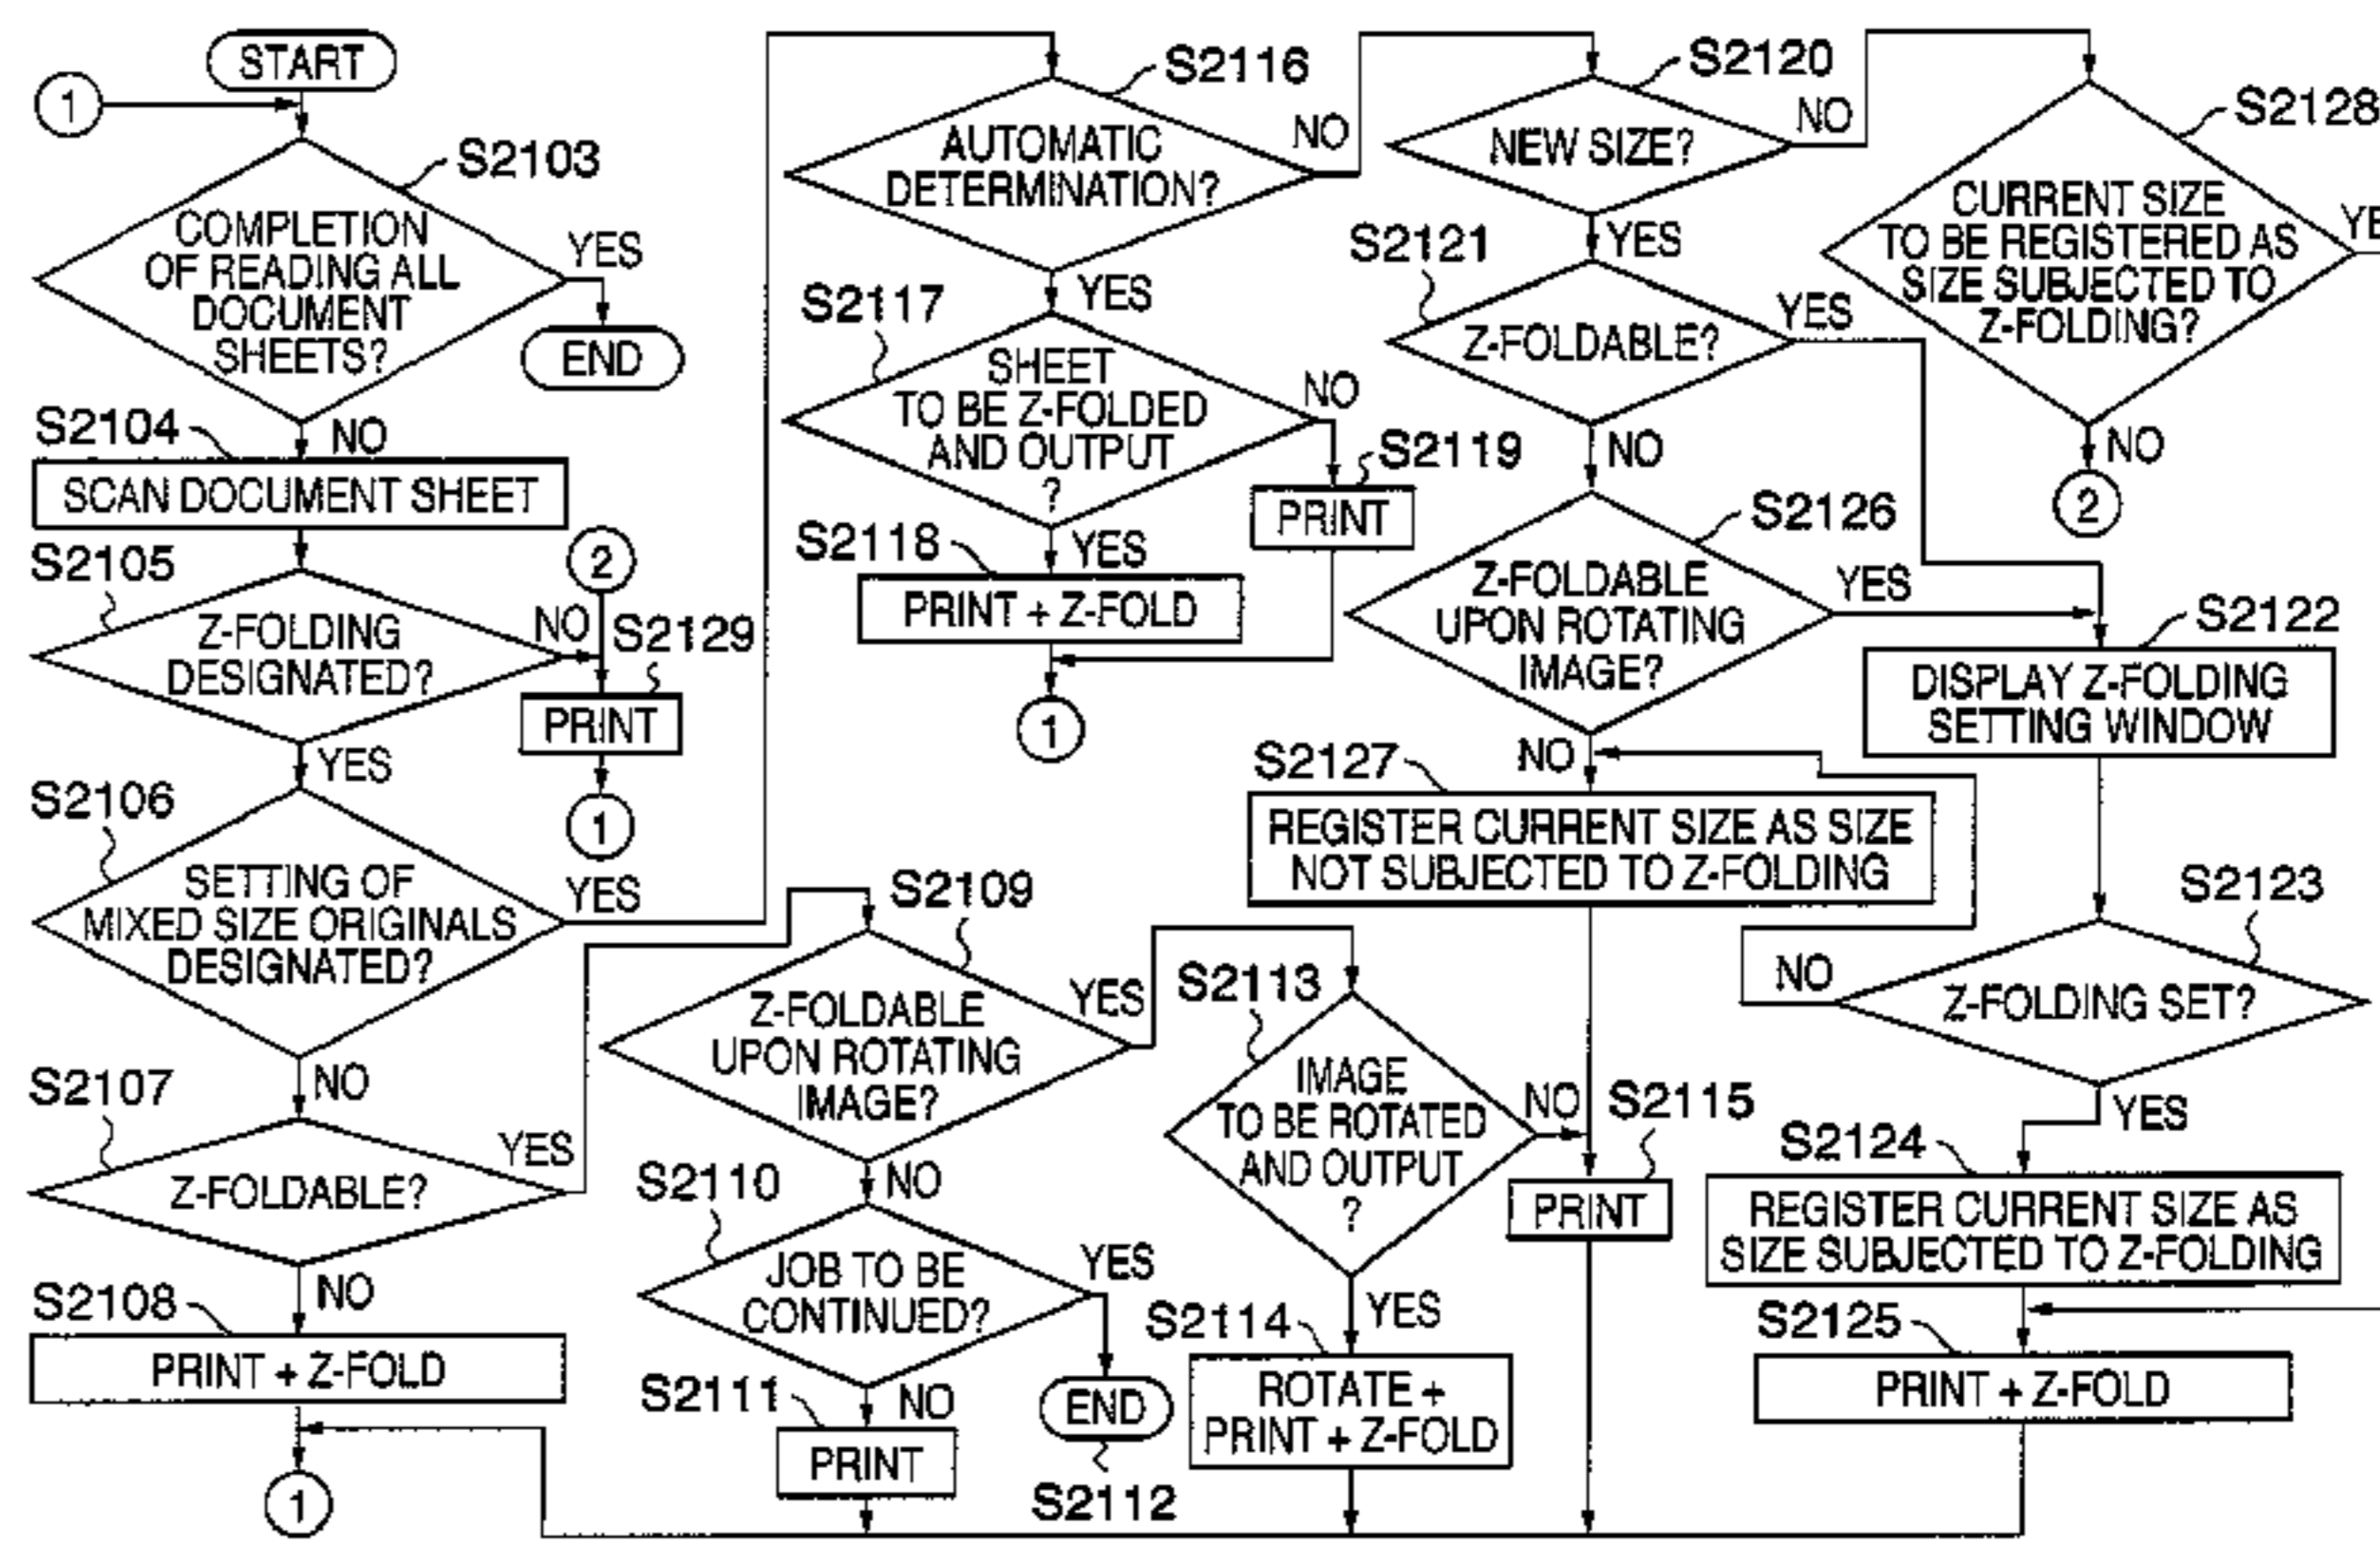 START
1
S2103
COMPLETION
OF READING ALL
DOCUMENT
SHEETS?
YES
END
NO
S2104
SCAN DOCUMENT SHEET
S2105
Z-FOLDING
DESIGNATED?
NO
2
S2129
PRINT
1
YES
S2106
SETTING OF
MIXED SIZE ORIGINALS
DESIGNATED?
YES
NO
S2107
Z-FOLDABLE?
YES
NO
S2108
PRINT + Z-FOLD
1
S2116
AUTOMATIC
DETERMINATION?
NO
YES
S2117
SHEET
TO BE Z-FOLDED
AND OUTPUT
?
NO
S2119
PRINT
YES
S2118
PRINT + Z-FOLD
1
S2109
Z-FOLDABLE
UPON ROTATING
IMAGE?
YES
NO
S2110
JOB TO BE
CONTINUED?
YES
END
S2112
NO
S2111
PRINT
S2113
IMAGE
TO BE ROTATED
AND OUTPUT
?
NO
S2115
PRINT
YES
S2114
ROTATE +
PRINT + Z-FOLD
S2120
NEW SIZE?
NO
YES
S2121
Z-FOLDABLE?
YES
NO
S2126
Z-FOLDABLE
UPON ROTATING
IMAGE?
YES
NO
S2127
REGISTER CURRENT SIZE AS SIZE
NOT SUBJECTED TO Z-FOLDING
S2128
CURRENT SIZE
TO BE REGISTERED AS
SIZE SUBJECTED TO
Z-FOLDING?
YE
NO
2
S2122
DISPLAY Z-FOLDING
SETTING WINDOW
S2123
Z-FOLDING SET?
NO
YES
S2124
REGISTER CURRENT SIZE AS
SIZE SUBJECTED TO Z-FOLDING
S2125
PRINT + Z-FOLD